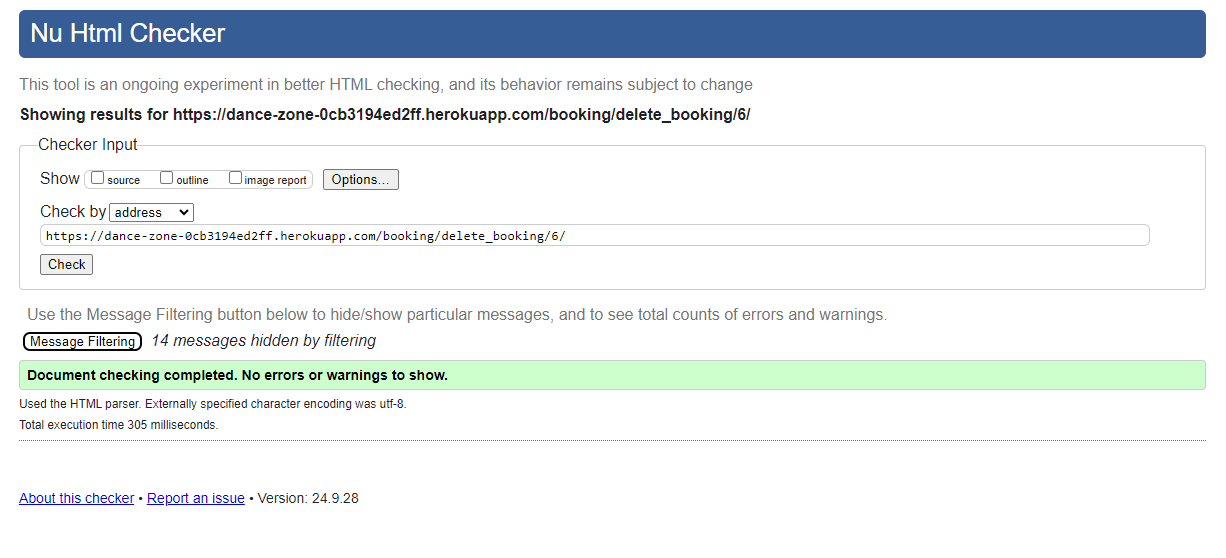 Nu Html Checker
This tool is an ongoing experiment in better HTML checking, and its behavior remains subject to change
Showing results for https://dance-zone-0cb3194ed2ff.herokuapp.com/booking/delete_booking/6/
Checker Input
Show source outline image report Options...
Check by address
https://dance-zone-0cb3194ed2ff.herokuapp.com/booking/delete_booking/6/
Check
Use the Message Filtering button below to hide/show particular messages, and to see total counts of errors and warnings.
Message Filtering 14 messages hidden by filtering
Document checking completed. No errors or warnings to show.
Used the HTML parser. Externally specified character encoding was utf-8.
Total execution time 305 milliseconds.
About this checker • Report an issue • Version: 24.9.28